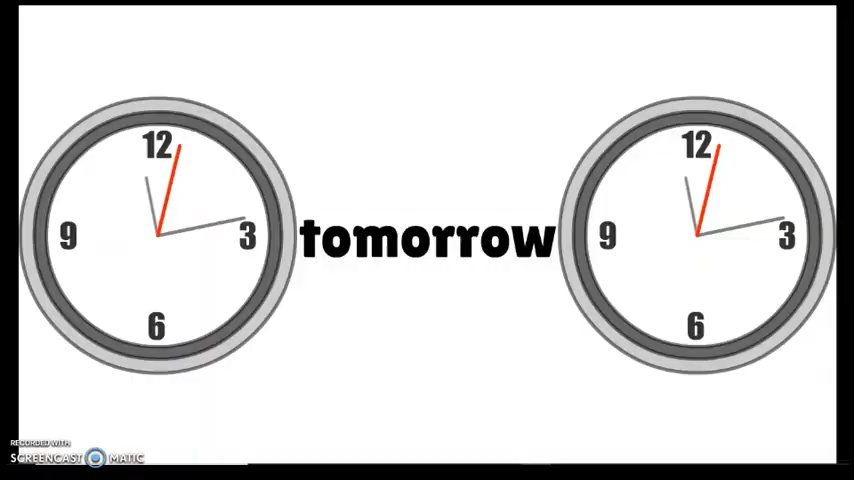 12 12
9 3 tomorrow 9 3
6 6
RECORDED WITH
SCREENCAST MATIC